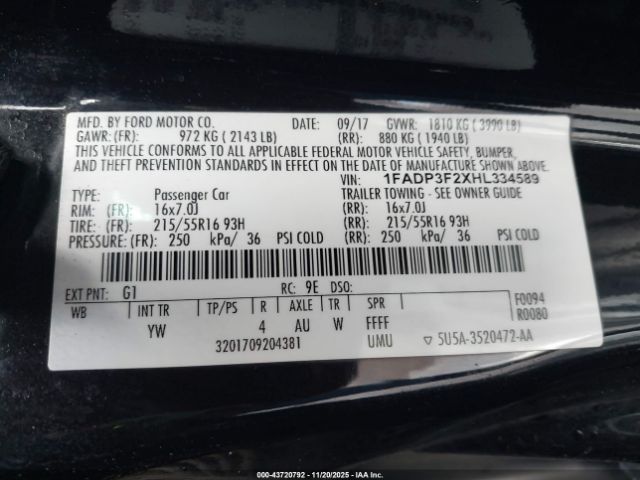 MFD. BY FORD MOTOR CO. DATE: 09/17 GVWR: 1810 KG ( 3990 LB)
GAWR: (FR): 972 KG ( 2143 LB) (RR): 880 KG ( 1940 LB)
THIS VEHICLE CONFORMS TO ALL APPLICABLE FEDERAL MOTOR VEHICLE SAFETY, BUMPER,
AND THEFT PREVENTION STANDARDS IN EFFECT ON THE DATE OF MANUFACTURE SHOWN ABOVE.
VIN: 1FADP3F2XHL334589
TYPE: Passenger Car TRAILER TOWING - SEE OWNER GUIDE
RIM: (FR): 16x7.0J (RR): 16x7.0J
TIRE: (FR): 215/55R16 93H (RR): 215/55R16 93H
PRESSURE: (FR): 250 kPa/ 36 PSI COLD (RR): 250 kPa/ 36 PSI COLD
EXT PNT: G1 RC: 9E DSO: F0094
WB INT TR TP/PS R AXLE TR SPR R0080
YW 4 AU W FFFF
3201709204381 UMU ▽ 5U5A-3520472-AA
000-43720792 - 11/20/2025 - IAA Inc.